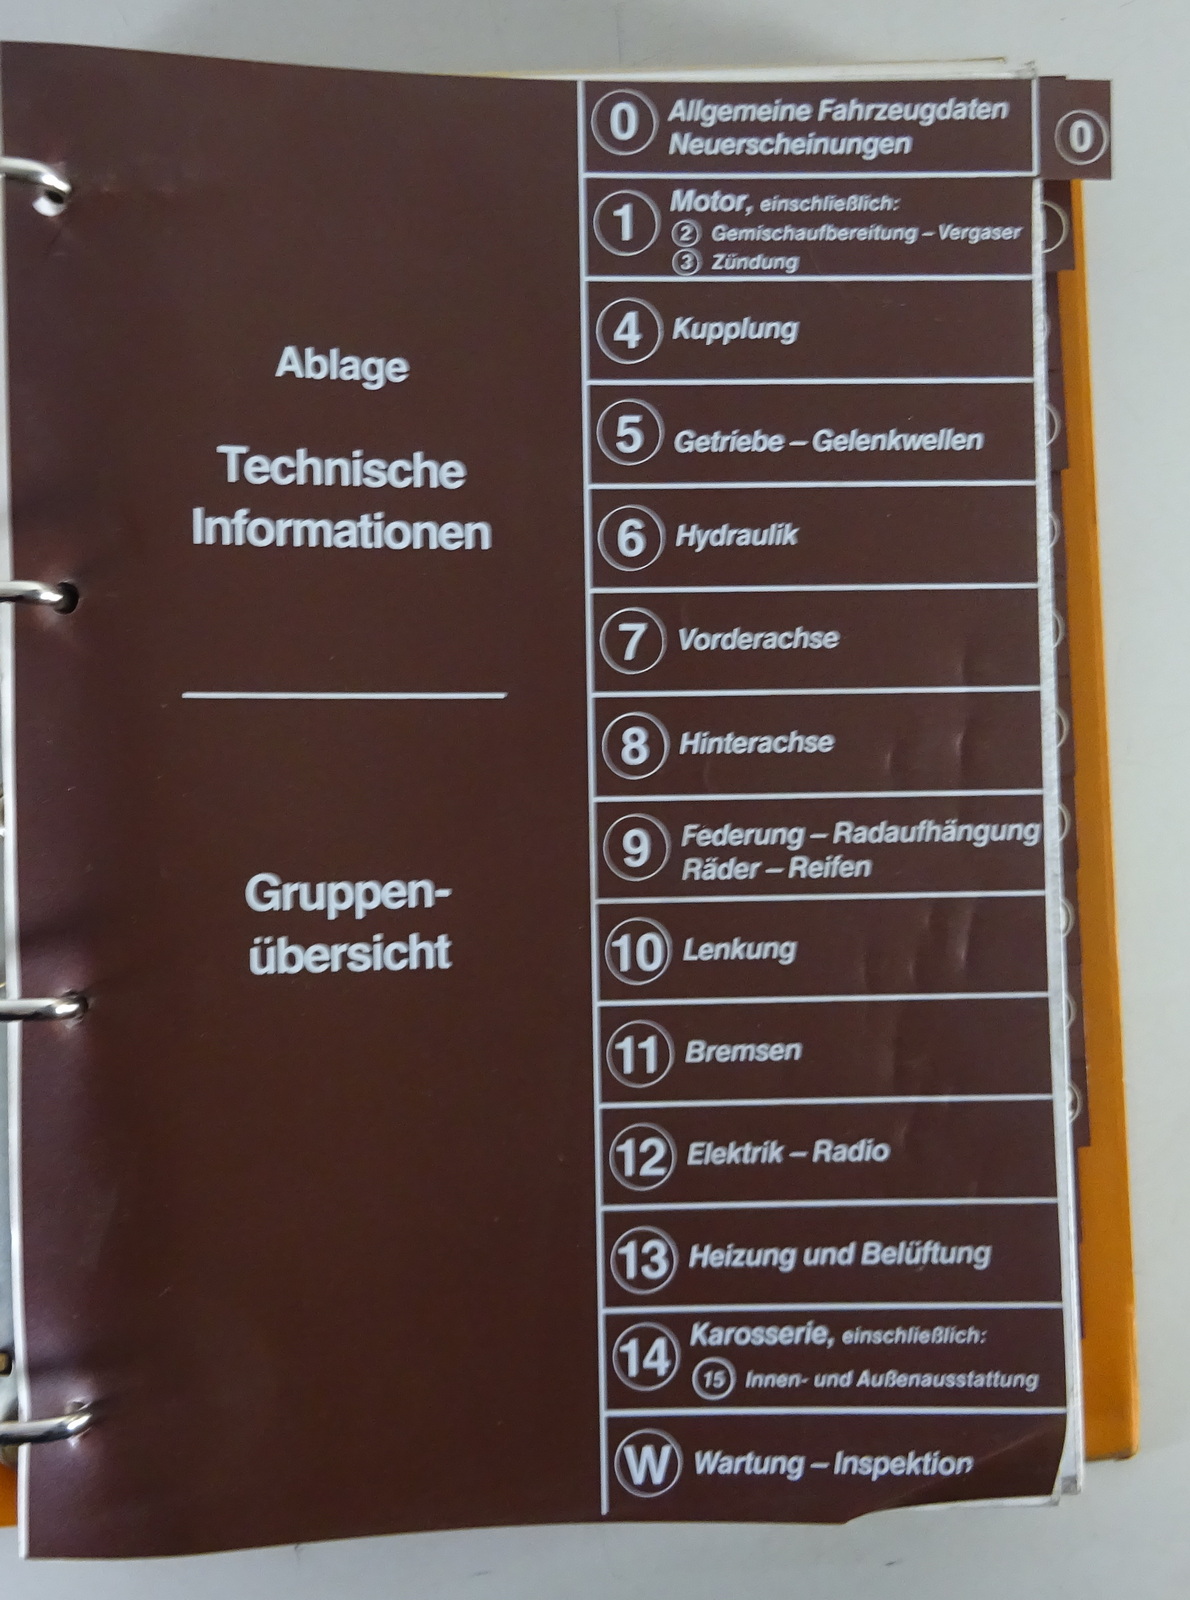 Ablage
Technische
Informationen
Gruppen-
übersicht
0 Allgemeine Fahrzeugdaten
Neuerscheinungen
0
1 Motor, einschließlich:
2 Gemischaufbereitung – Vergaser
3 Zündung
4 Kupplung
5 Getriebe – Gelenkwellen
6 Hydraulik
7 Vorderachse
8 Hinterachse
9 Federung – Radaufhängung
Räder – Reifen
10 Lenkung
11 Bremsen
12 Elektrik – Radio
13 Heizung und Belüftung
14 Karosserie, einschließlich:
15 Innen- und Außenausstattung
W Wartung – Inspektion